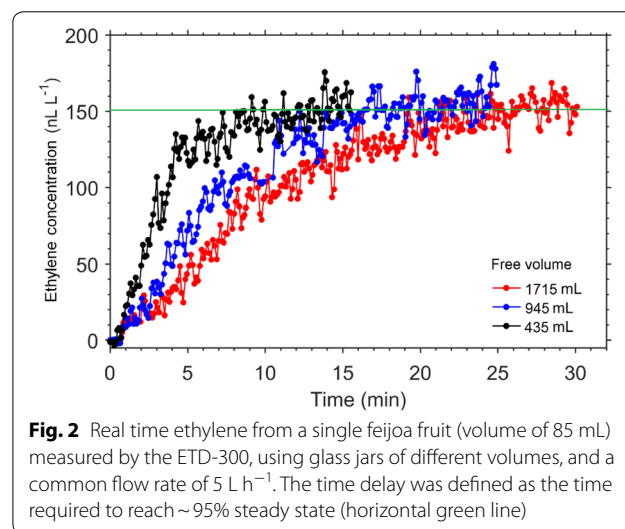 200
150
100
50
0
Ethylene concentration (nL L-1)
Free volume
1715 mL
945 mL
435 mL
0 5 10 15 20 25 30
Time (min)
Fig. 2 Real time ethylene from a single feijoa fruit (volume of 85 mL)
measured by the ETD-300, using glass jars of different volumes, and a
common flow rate of 5 L h−1. The time delay was defined as the time
required to reach ~ 95% steady state (horizontal green line)